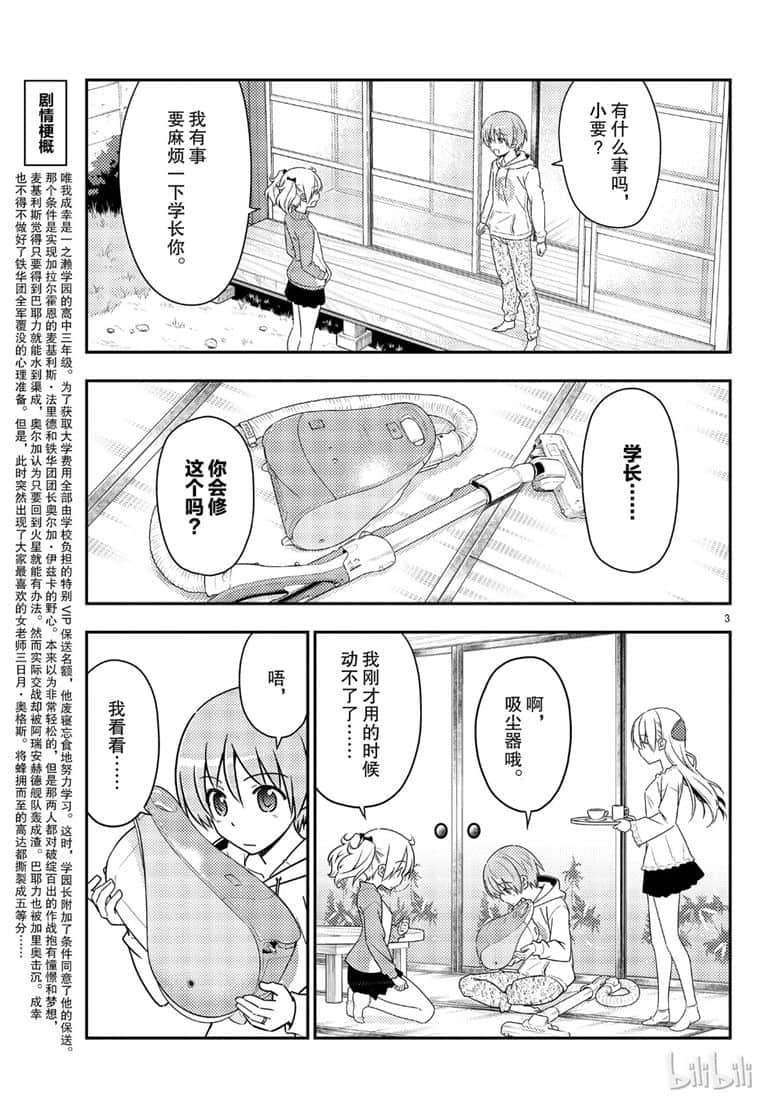 有什么事吗，
小要？
我有事
要麻烦一下学长你。
学长……
你会修
这个吗？
3
啊，
吸尘器哦。
我刚才用的时候
动不了了……
唔，
我看看……
剧情梗概
唯我成幸是一之濑学园的高中三年级。为了获取大学费用全部由学校负担的特别VIP保送名额，他废寝忘食地努力学习。这时，学园长附加了条件同意了他的保送。
那个条件是实现加拉尔霍恩的麦基利斯·法里德和铁华团团长奥尔加·伊兹卡的野心。本来以为非常轻松的，但是那两人都对破绽百出的作战抱有憧憬和梦想，
麦基利斯觉得只要得到巴耶力就能水到渠成，奥尔加认为只要回到火星就能有办法。然而实际交战却被阿瑞安赫德舰队轰成渣。巴耶力也被加里奥击沉。成幸
也不得不做好了铁华团全军覆没的心理准备。但是，此时突然出现了大家最喜欢的女老师三日月·奥格斯。将蜂拥而至的高达都撕裂成五等分……
bilibili